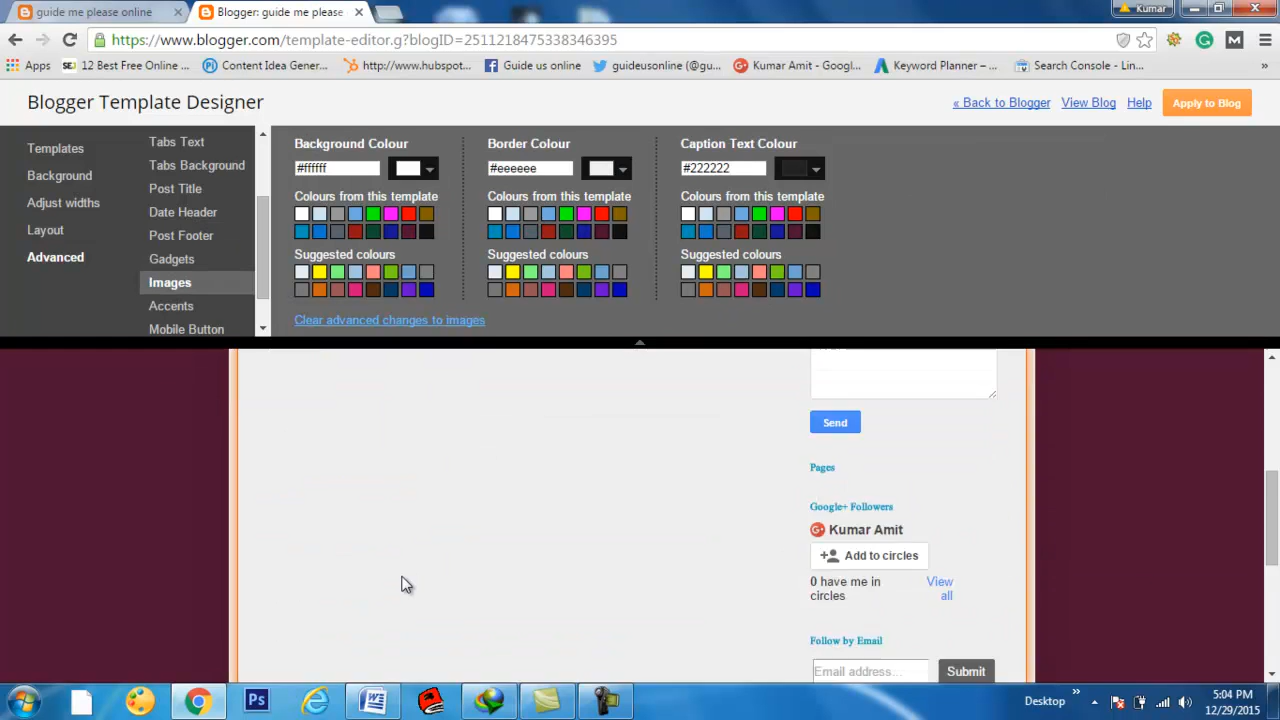 guide me please online
Blogger: guide me please
Kumar
https://www.blogger.com/template-editor.g?blogID=2511218475338346395
Apps
12 Best Free Online ...
Content Idea Gener...
http://www.hubspot...
Guide us online
guideusonline (@gu...
Kumar Amit - Googl...
Keyword Planner – ...
Search Console - Lin...
»
Blogger Template Designer
« Back to Blogger
View Blog
Help
Apply to Blog
Templates
Background
Adjust widths
Layout
Advanced
Tabs Text
Tabs Background
Post Title
Date Header
Post Footer
Gadgets
Images
Accents
Mobile Button
Background Colour
#ffffff
Colours from this template
Suggested colours
Border Colour
#eeeeee
Colours from this template
Suggested colours
Caption Text Colour
#222222
Colours from this template
Suggested colours
Clear advanced changes to images
Send
Pages
Google+ Followers
Kumar Amit
Add to circles
0 have me in
circles
View
all
Follow by Email
Email address...
Submit
Desktop
»
5:04 PM
12/29/2015